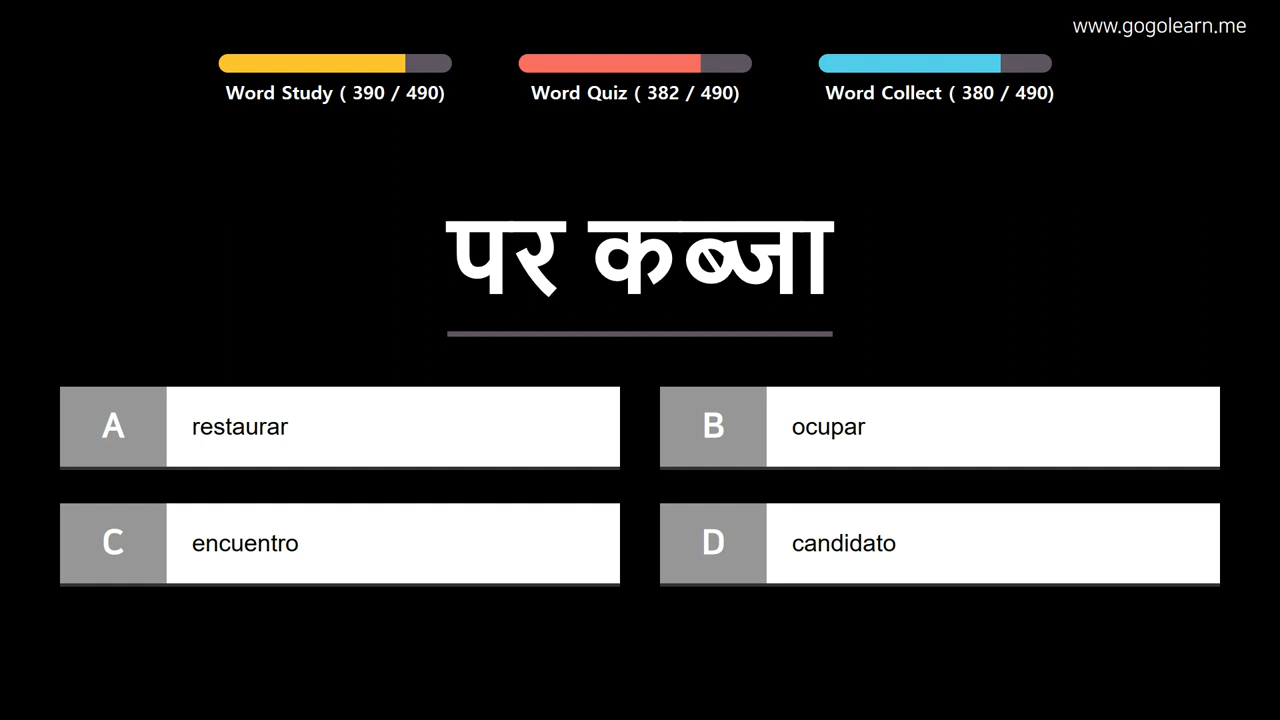 www.gogolearn.me
Word Study ( 390 / 490)
Word Quiz ( 382 / 490)
Word Collect ( 380 / 490)
पर कब्जा
A restaurar
B ocupar
C encuentro
D candidato